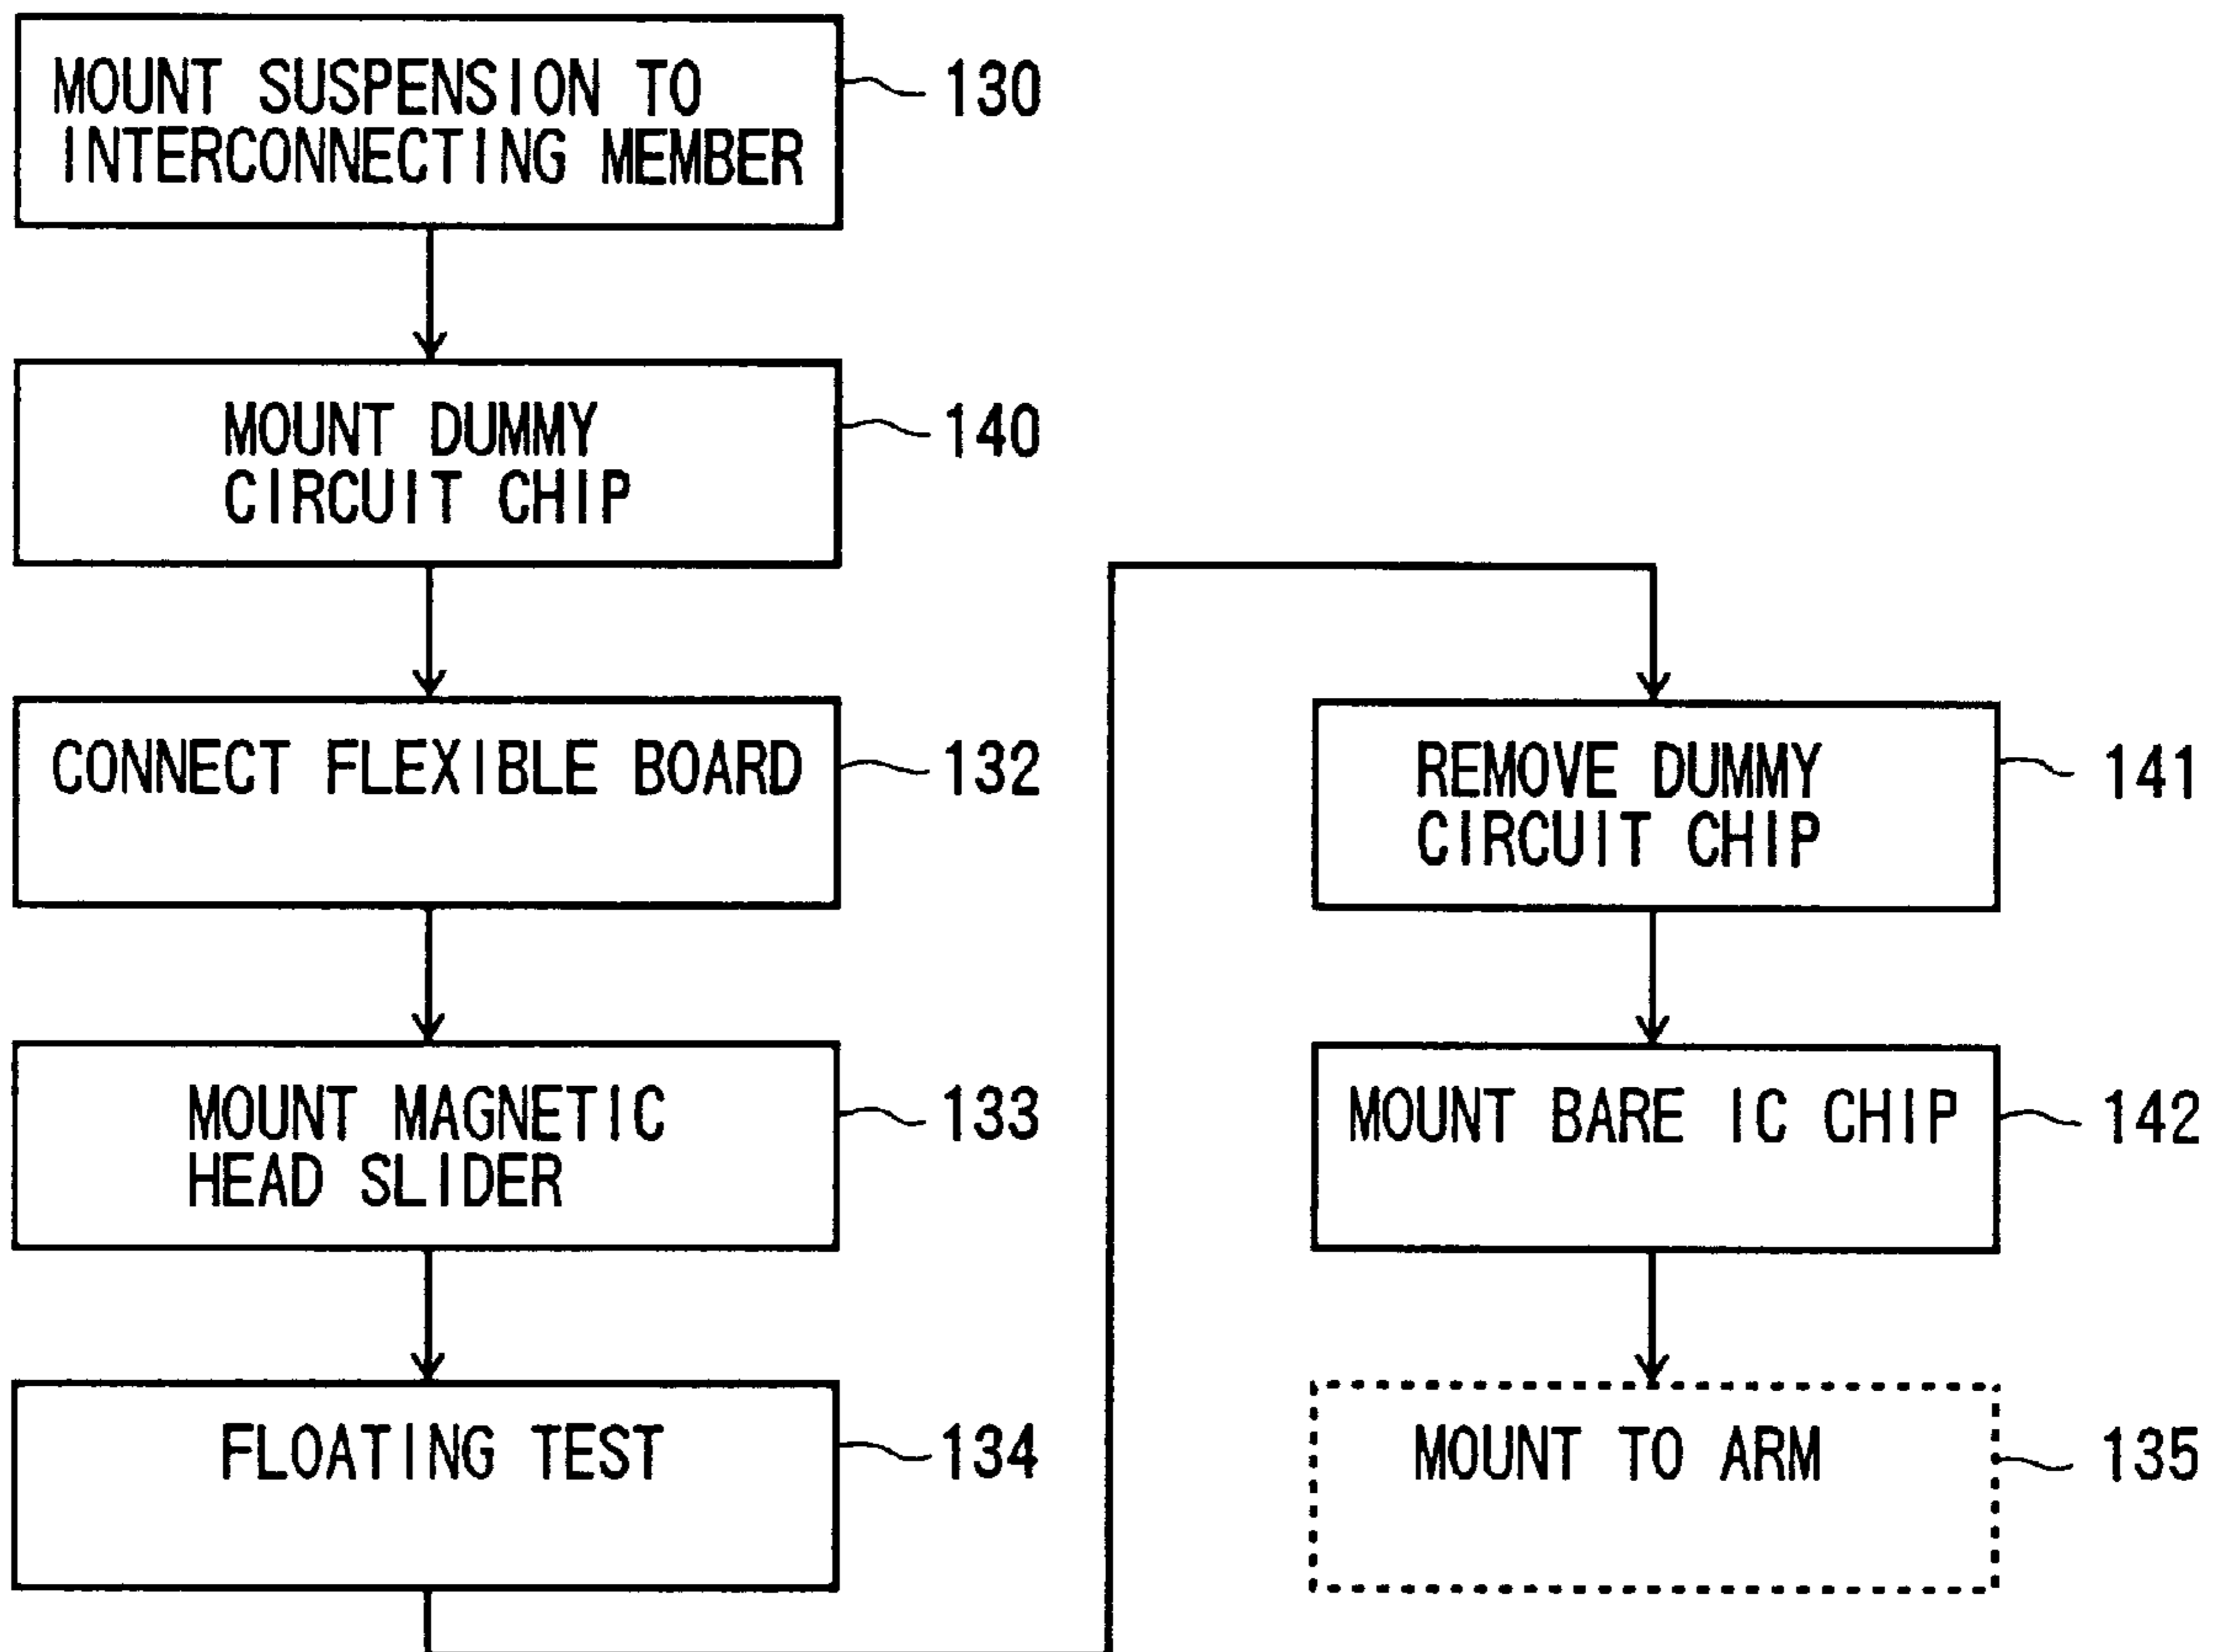 MOUNT SUSPENSION TO
INTERCONNECTING MEMBER
130
MOUNT DUMMY
CIRCUIT CHIP
140
CONNECT FLEXIBLE BOARD
132
MOUNT MAGNETIC
HEAD SLIDER
133
FLOATING TEST
134
REMOVE DUMMY
CIRCUIT CHIP
141
MOUNT BARE IC CHIP
142
MOUNT TO ARM
135